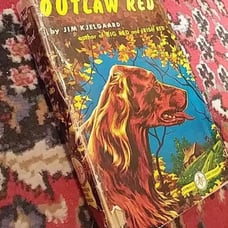 OUTLAW RED
by JIM KJELGAARD
author of BIG RED and IRISH RED